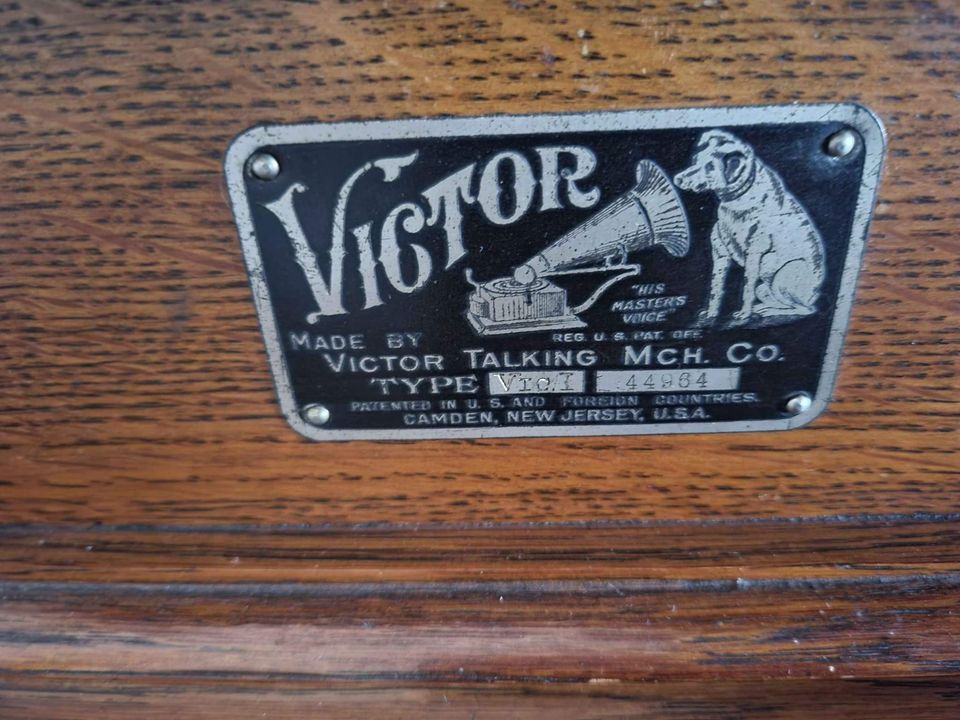 VICTOR
"HIS
MASTER'S
VOICE"
REG. U. S. PAT. OFF.
MADE BY
VICTOR TALKING MCH. CO.
TYPE Vic.I 44964
PATENTED IN U. S. AND FOREIGN COUNTRIES.
CAMDEN, NEW JERSEY, U.S.A.